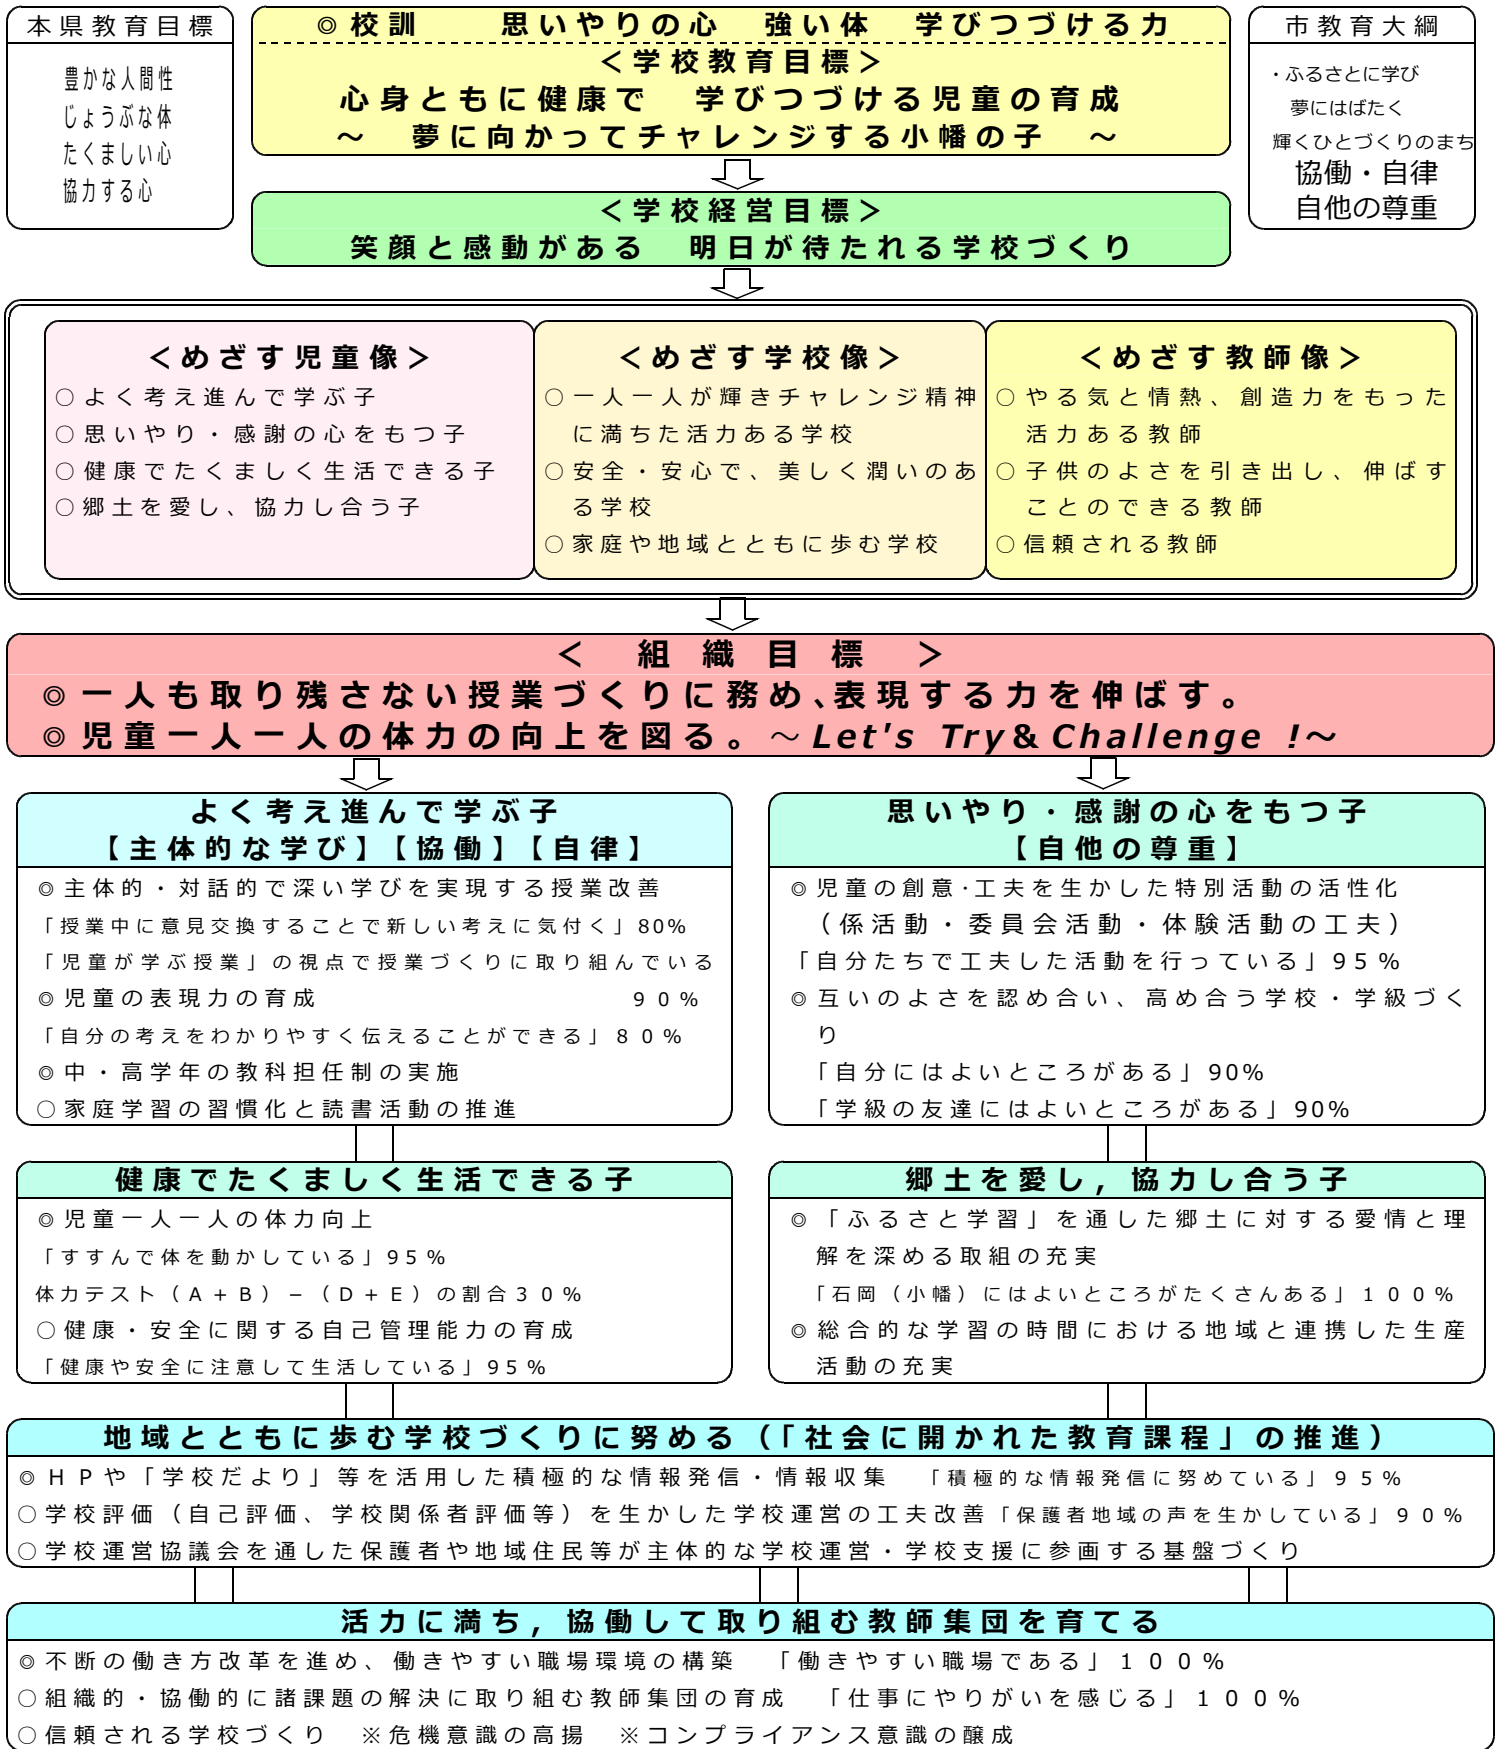 本県教育目標
豊かな人間性
じょうぶな体
たくましい心
協力する心
◎校訓　思いやりの心　強い体　学びつづける力
＜学校教育目標＞
心身ともに健康で　学びつづける児童の育成
～　夢に向かってチャレンジする小幡の子　～
市教育大綱
・ふるさとに学び
夢にはばたく
輝くひとづくりのまち
協働・自律
自他の尊重
＜学校経営目標＞
笑顔と感動がある　明日が待たれる学校づくり
＜めざす児童像＞
○よく考え進んで学ぶ子
○思いやり・感謝の心をもつ子
○健康でたくましく生活できる子
○郷土を愛し、協力し合う子
＜めざす学校像＞
○一人一人が輝きチャレンジ精神
に満ちた活力ある学校
○安全・安心で、美しく潤いのあ
る学校
○家庭や地域とともに歩む学校
＜めざす教師像＞
○やる気と情熱、創造力をもった
活力ある教師
○子供のよさを引き出し、伸ばす
ことのできる教師
○信頼される教師
＜　組　織　目　標　＞
◎一人も取り残さない授業づくりに務め、表現する力を伸ばす。
◎児童一人一人の体力の向上を図る。～Let's Try＆Challenge !～
よく考え進んで学ぶ子
【主体的な学び】【協働】【自律】
◎主体的・対話的で深い学びを実現する授業改善
「授業中に意見交換することで新しい考えに気付く」80%
「児童が学ぶ授業」の視点で授業づくりに取り組んでいる
◎児童の表現力の育成　９０％
「自分の考えをわかりやすく伝えることができる」８０％
◎中・高学年の教科担任制の実施
○家庭学習の習慣化と読書活動の推進
思いやり・感謝の心をもつ子
【自他の尊重】
◎児童の創意･工夫を生かした特別活動の活性化
（係活動・委員会活動・体験活動の工夫）
「自分たちで工夫した活動を行っている」95％
◎互いのよさを認め合い、高め合う学校・学級づく
り
「自分にはよいところがある」90%
「学級の友達にはよいところがある」90%
健康でたくましく生活できる子
◎児童一人一人の体力向上
「すすんで体を動かしている」95％
体力テスト（Ａ＋Ｂ）－（Ｄ＋Ｅ）の割合３０％
○健康・安全に関する自己管理能力の育成
「健康や安全に注意して生活している」95％
郷土を愛し，協力し合う子
◎「ふるさと学習」を通した郷土に対する愛情と理
解を深める取組の充実
「石岡（小幡）にはよいところがたくさんある」１００％
◎総合的な学習の時間における地域と連携した生産
活動の充実
地域とともに歩む学校づくりに努める（「社会に開かれた教育課程」の推進）
◎ＨＰや「学校だより」等を活用した積極的な情報発信・情報収集　「積極的な情報発信に努めている」９５％
○学校評価（自己評価、学校関係者評価等）を生かした学校運営の工夫改善「保護者地域の声を生かしている」９０％
○学校運営協議会を通した保護者や地域住民等が主体的な学校運営・学校支援に参画する基盤づくり
活力に満ち，協働して取り組む教師集団を育てる
◎不断の働き方改革を進め、働きやすい職場環境の構築　「働きやすい職場である」１００％
○組織的・協働的に諸課題の解決に取り組む教師集団の育成　「仕事にやりがいを感じる」１００％
○信頼される学校づくり　※危機意識の高揚　※コンプライアンス意識の醸成